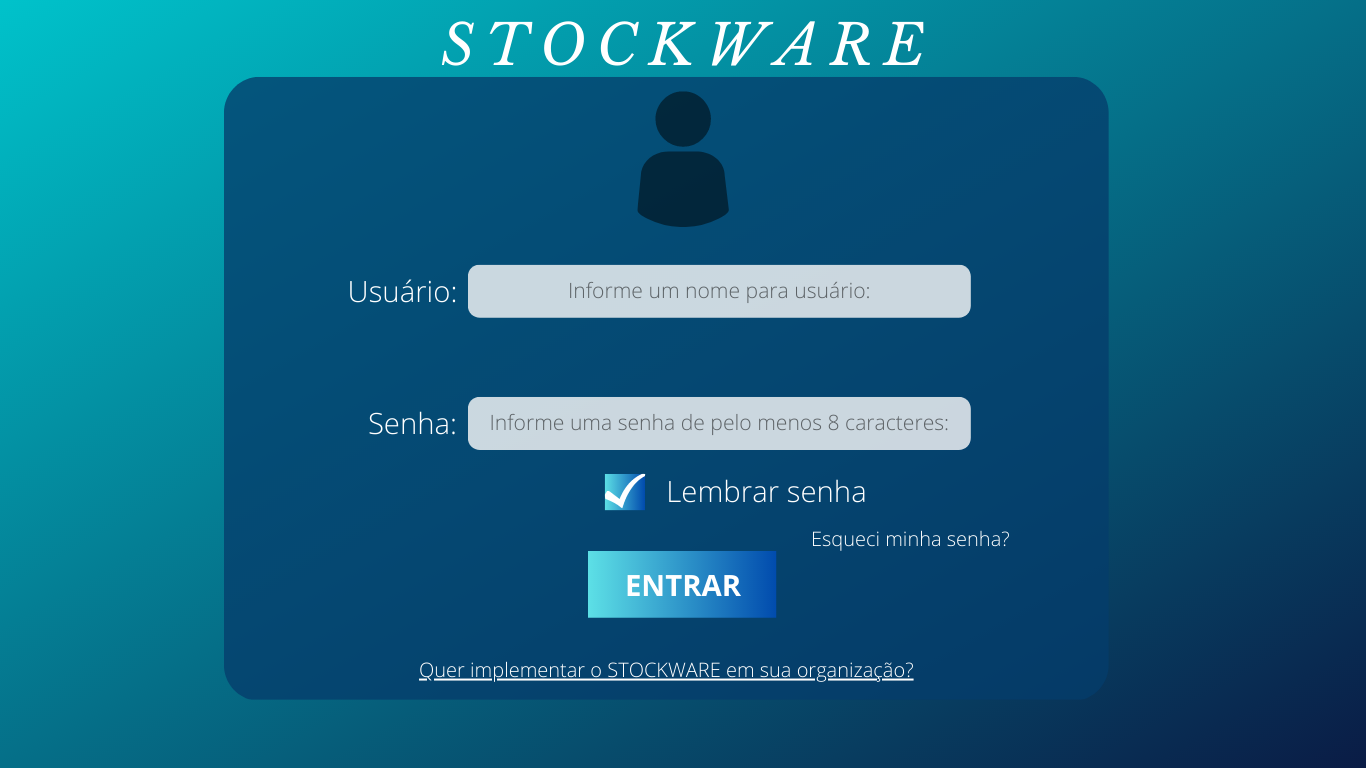 STOCKWARE
Usuário: Informe um nome para usuário:
Senha: Informe uma senha de pelo menos 8 caracteres:
Lembrar senha
Esqueci minha senha?
ENTRAR
Quer implementar o STOCKWARE em sua organização?